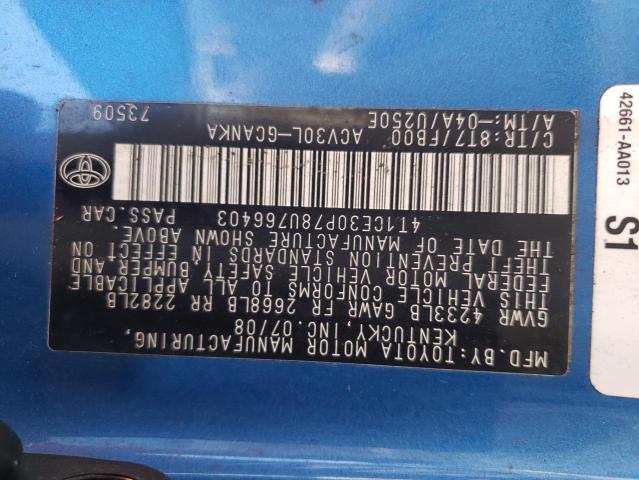 MFD. BY: TOYOTA MOTOR MANUFACTURING
KENTUCKY, INC. 07/08
GVWR 4233LB GAWR FR 2668LB RR 2282LB
THIS VEHICLE CONFORMS TO ALL APPLICABLE
FEDERAL MOTOR VEHICLE SAFETY, BUMPER AND
THEFT PREVENTION STANDARDS IN EFFECT ON
THE DATE OF MANUFACTURE SHOWN ABOVE.
4T1CE30P78U766403 PASS. CAR
C/TR: 8T7/FB00 ACV30L-GCANKA
A/TM: -04A/U250E 73509
42661-AA013
S1